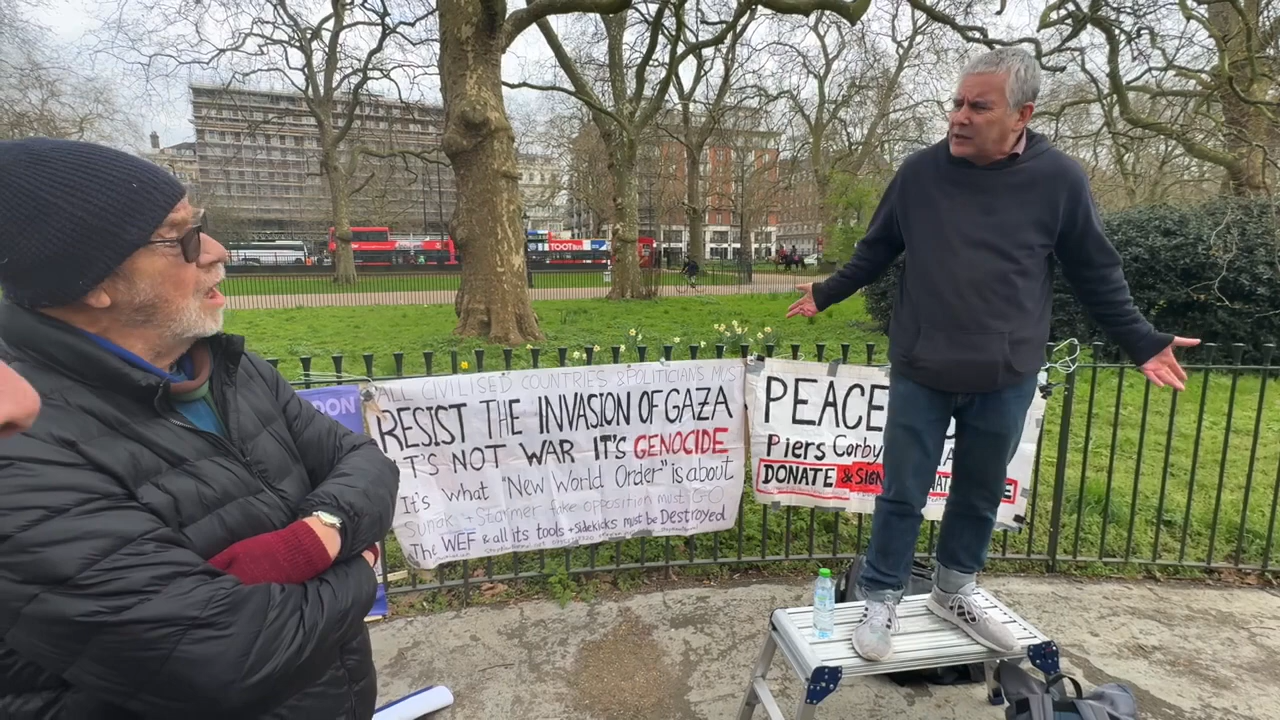 DON
ALL CIVILISED COUNTRIES & POLITICIANS MUST
RESIST THE INVASION OF GAZA
IT'S NOT WAR IT'S GENOCIDE
It's what "New World Order" is about
Sunak + Starmer fake opposition must GO
The WEF & all its tools + sidekicks must be Destroyed
PEACE
Piers Corby
DONATE & SIGN
TOOTBUS